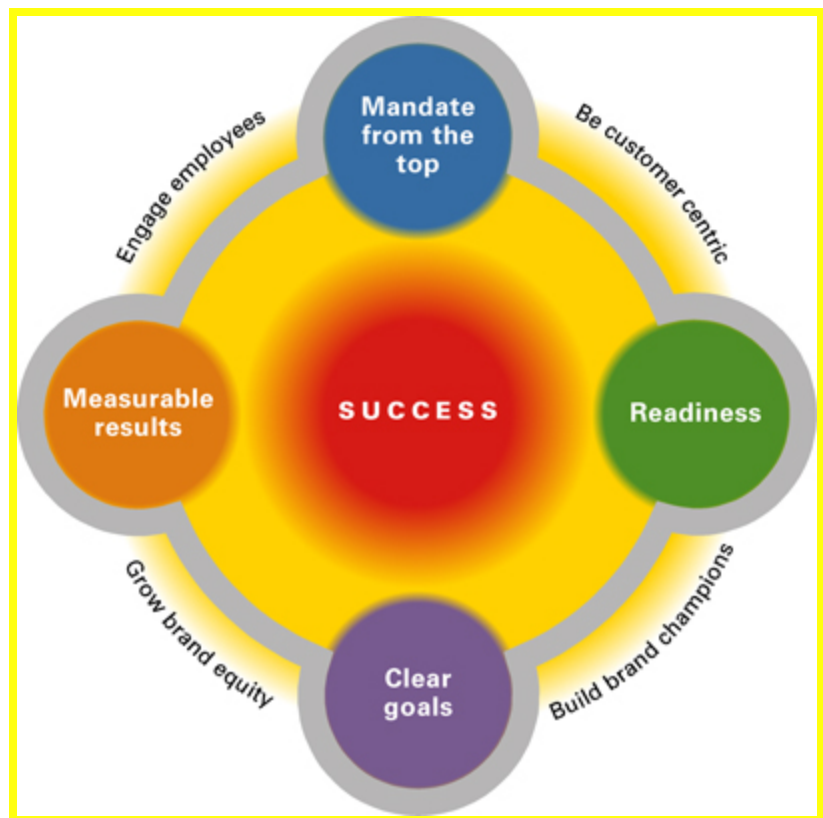 Mandate
from the
top
Engage employees
Be customer centric
Measurable
results
SUCCESS
Readiness
Grow brand equity
Build brand champions
Clear
goals